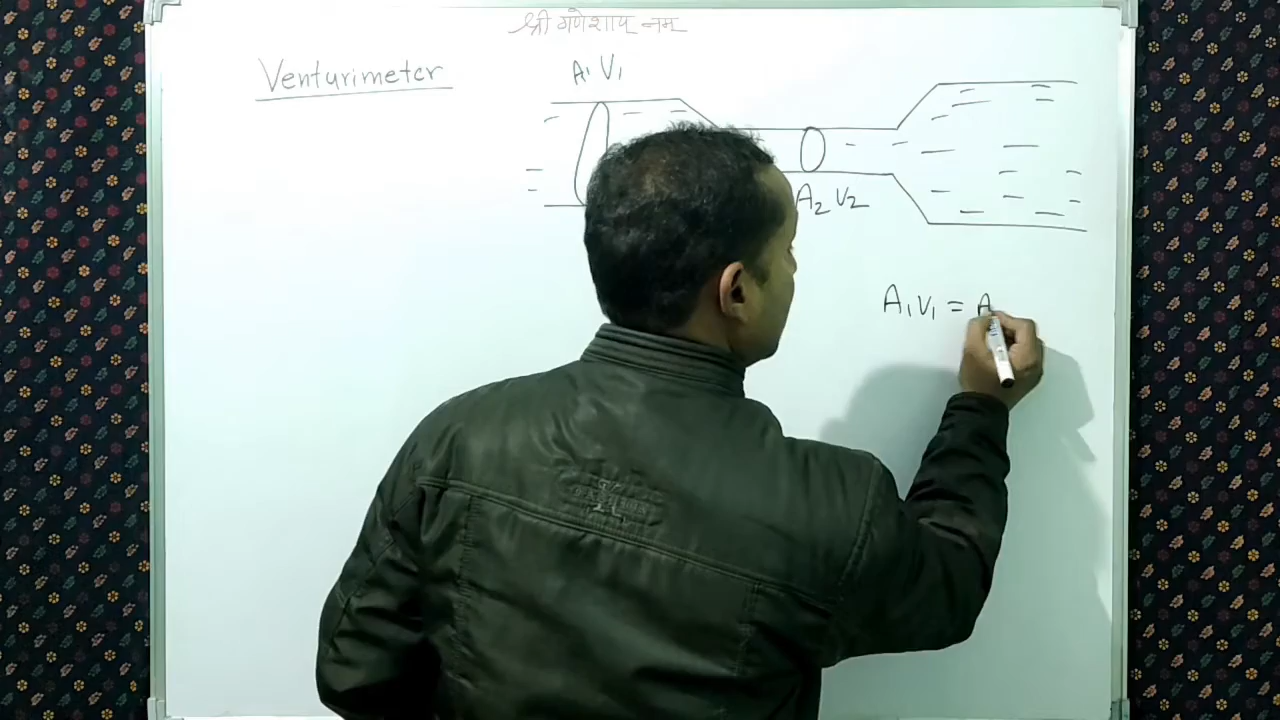 श्री गणेशाय नम
Venturimeter
A1 V1
A2 V2
A1V1 = A